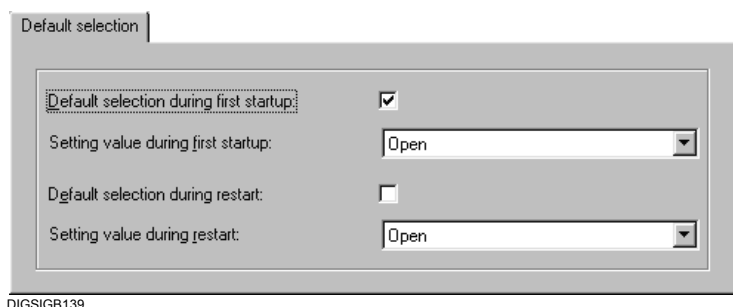 Default selection
Default selection during first startup:
Setting value during first startup:
Open
Default selection during restart:
Setting value during restart:
Open
DIGSIGB139